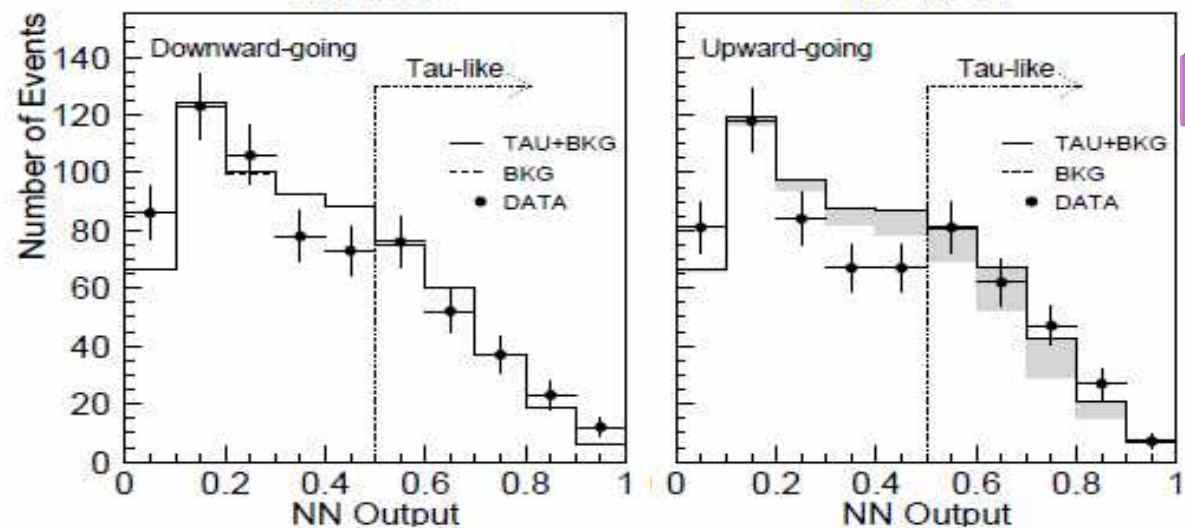 Downward-going
Tau-like
TAU+BKG
BKG
DATA
Number of Events
140
120
100
80
60
40
20
0
0 0.2 0.4 0.6 0.8 1
NN Output
Upward-going
Tau-like
TAU+BKG
BKG
DATA
0 0.2 0.4 0.6 0.8 1
NN Output